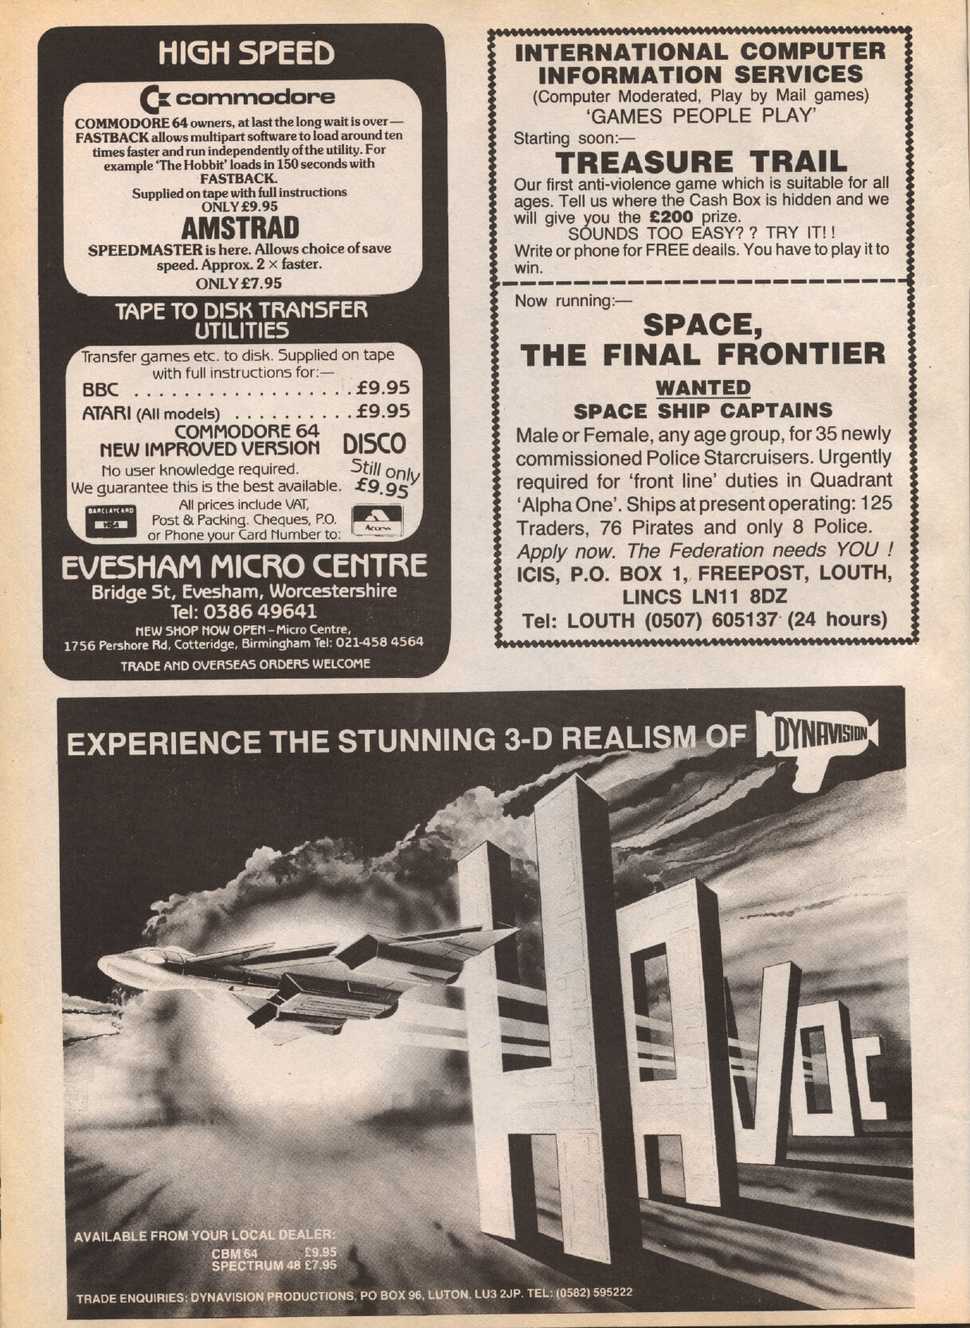 HIGH SPEED
commodore
COMMODORE 64 owners, at last the long wait is over—
FASTBACK allows multipart software to load around ten
times faster and run independently of the utility. For
example 'The Hobbit' loads in 150 seconds with
FASTBACK.
Supplied on tape with full instructions
ONLY £9.95
AMSTRAD
SPEEDMASTER is here. Allows choice of save
speed. Approx. 2 × faster.
ONLY £7.95
TAPE TO DISK TRANSFER
UTILITIES
Transfer games etc. to disk. Supplied on tape
with full instructions for:—
BBC . . . . . . . . . . . . . . . . . . £9.95
ATARI (All models) . . . . . . . . . . £9.95
COMMODORE 64
NEW IMPROVED VERSION DISCO
No user knowledge required. Still only
We guarantee this is the best available. £9.95
All prices include VAT,
Post & Packing. Cheques, P.O.
or Phone your Card Number to:
BARCLAYCARD
VISA
Access
EVESHAM MICRO CENTRE
Bridge St, Evesham, Worcestershire
Tel: 0386 49641
NEW SHOP NOW OPEN – Micro Centre,
1756 Pershore Rd, Cotteridge, Birmingham Tel: 021-458 4564
TRADE AND OVERSEAS ORDERS WELCOME
INTERNATIONAL COMPUTER
INFORMATION SERVICES
(Computer Moderated, Play by Mail games)
'GAMES PEOPLE PLAY'
Starting soon:—
TREASURE TRAIL
Our first anti-violence game which is suitable for all
ages. Tell us where the Cash Box is hidden and we
will give you the £200 prize.
SOUNDS TOO EASY? ? TRY IT! !
Write or phone for FREE deails. You have to play it to
win.
Now running:—
SPACE,
THE FINAL FRONTIER
WANTED
SPACE SHIP CAPTAINS
Male or Female, any age group, for 35 newly
commissioned Police Starcruisers. Urgently
required for 'front line' duties in Quadrant
'Alpha One'. Ships at present operating: 125
Traders, 76 Pirates and only 8 Police.
Apply now. The Federation needs YOU !
ICIS, P.O. BOX 1, FREEPOST, LOUTH,
LINCS LN11 8DZ
Tel: LOUTH (0507) 605137 (24 hours)
EXPERIENCE THE STUNNING 3-D REALISM OF DYNAVISION
HAVOC
AVAILABLE FROM YOUR LOCAL DEALER:
CBM 64 £9.95
SPECTRUM 48 £7.95
TRADE ENQUIRIES: DYNAVISION PRODUCTIONS, PO BOX 96, LUTON, LU3 2JP. TEL: (0582) 595222